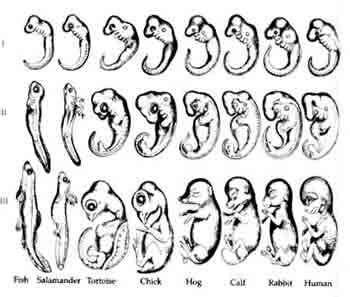 I
II
III
Fish Salamander Tortoise Chick Hog Calf Rabbit Human